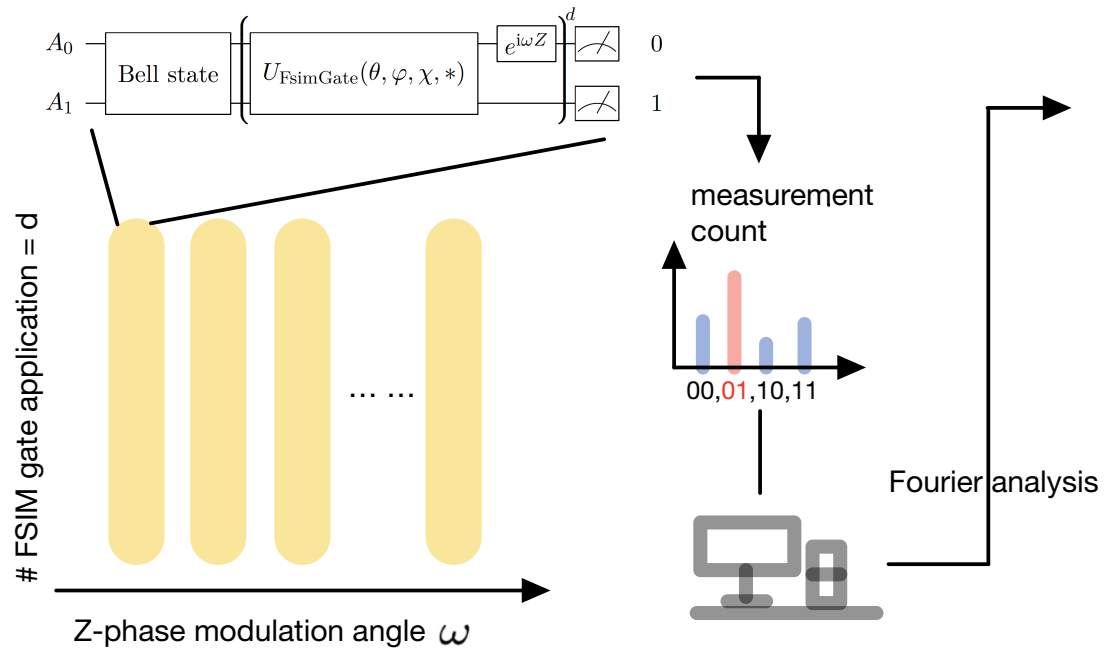 A₀ Bell state U_FsimGate(θ, φ, χ, *) e^{iωZ} d 0
A₁ 1
measurement
count
# FSIM gate application = d
... ...
00,01,10,11
Fourier analysis
Z-phase modulation angle ω